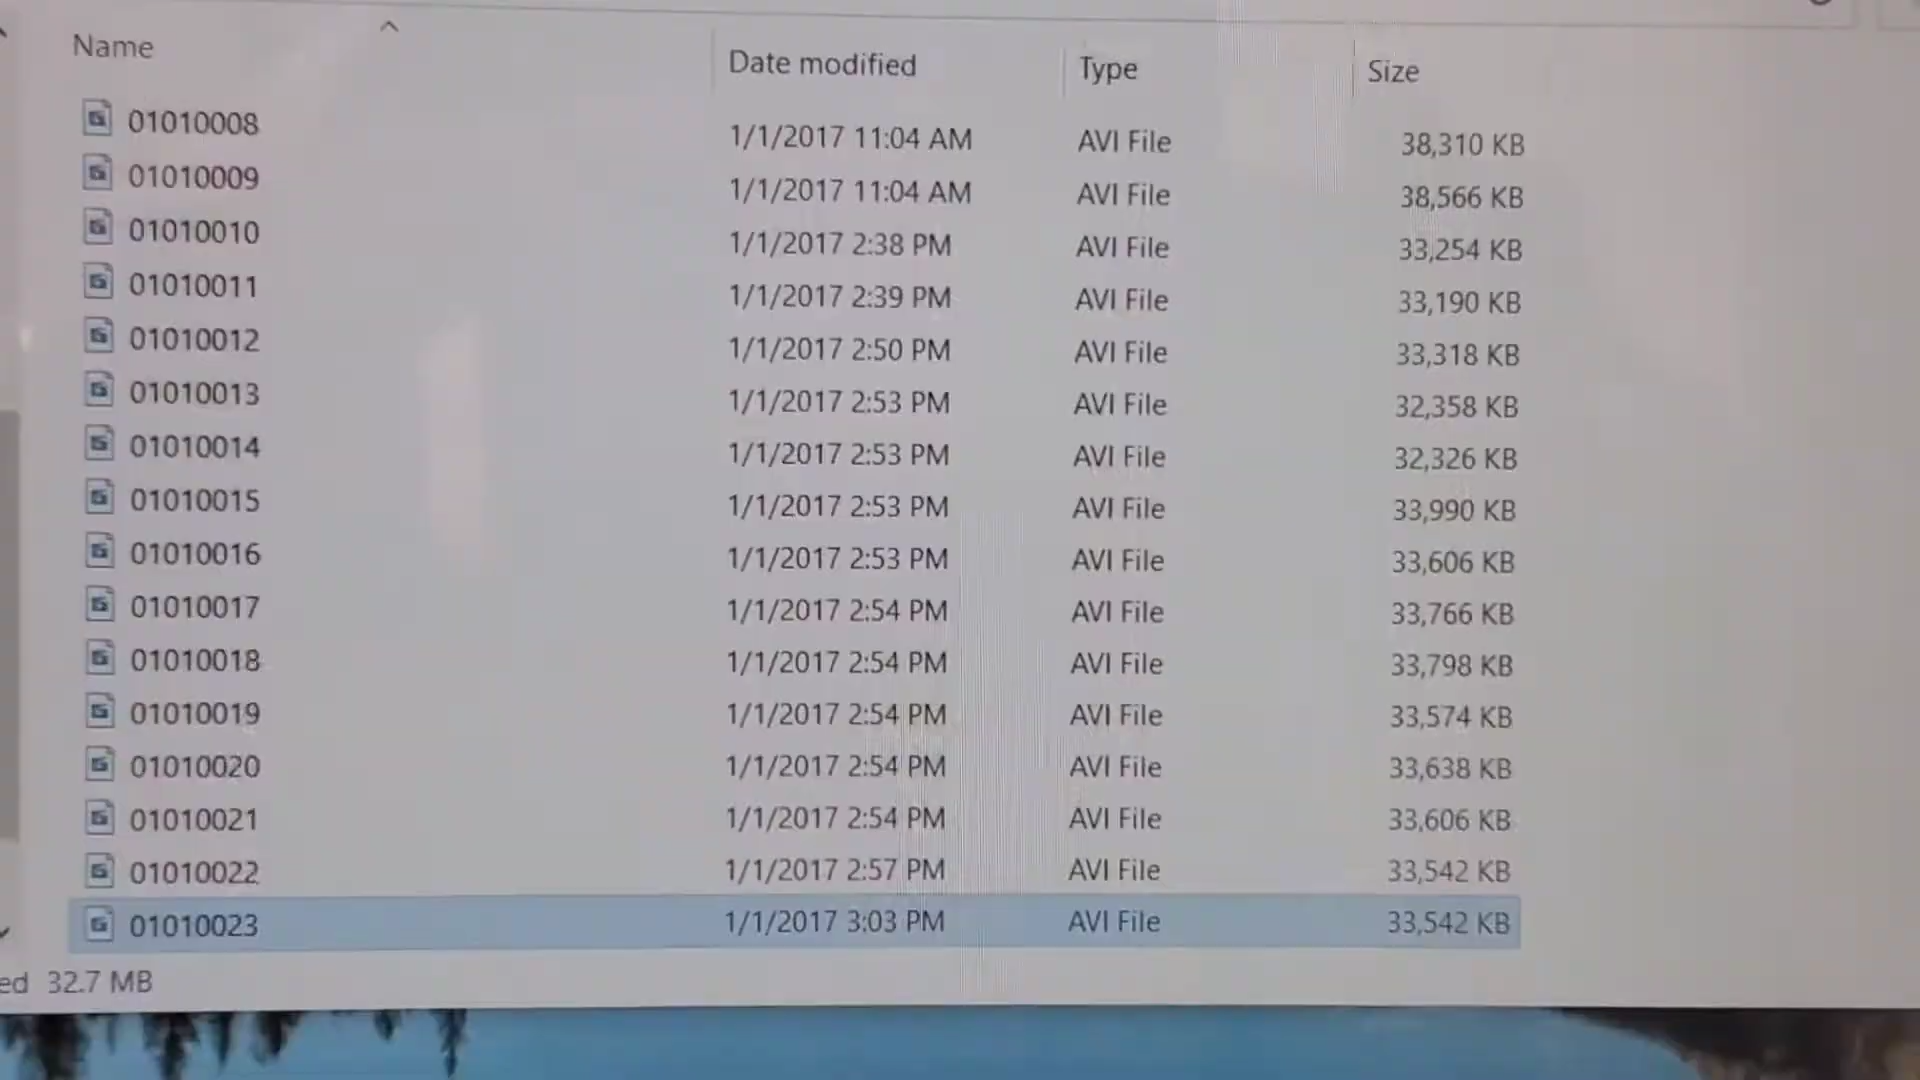 Name Date modified Type Size
01010008 1/1/2017 11:04 AM AVI File 38,310 KB
01010009 1/1/2017 11:04 AM AVI File 38,566 KB
01010010 1/1/2017 2:38 PM AVI File 33,254 KB
01010011 1/1/2017 2:39 PM AVI File 33,190 KB
01010012 1/1/2017 2:50 PM AVI File 33,318 KB
01010013 1/1/2017 2:53 PM AVI File 32,358 KB
01010014 1/1/2017 2:53 PM AVI File 32,326 KB
01010015 1/1/2017 2:53 PM AVI File 33,990 KB
01010016 1/1/2017 2:53 PM AVI File 33,606 KB
01010017 1/1/2017 2:54 PM AVI File 33,766 KB
01010018 1/1/2017 2:54 PM AVI File 33,798 KB
01010019 1/1/2017 2:54 PM AVI File 33,574 KB
01010020 1/1/2017 2:54 PM AVI File 33,638 KB
01010021 1/1/2017 2:54 PM AVI File 33,606 KB
01010022 1/1/2017 2:57 PM AVI File 33,542 KB
01010023 1/1/2017 3:03 PM AVI File 33,542 KB
ed 32.7 MB